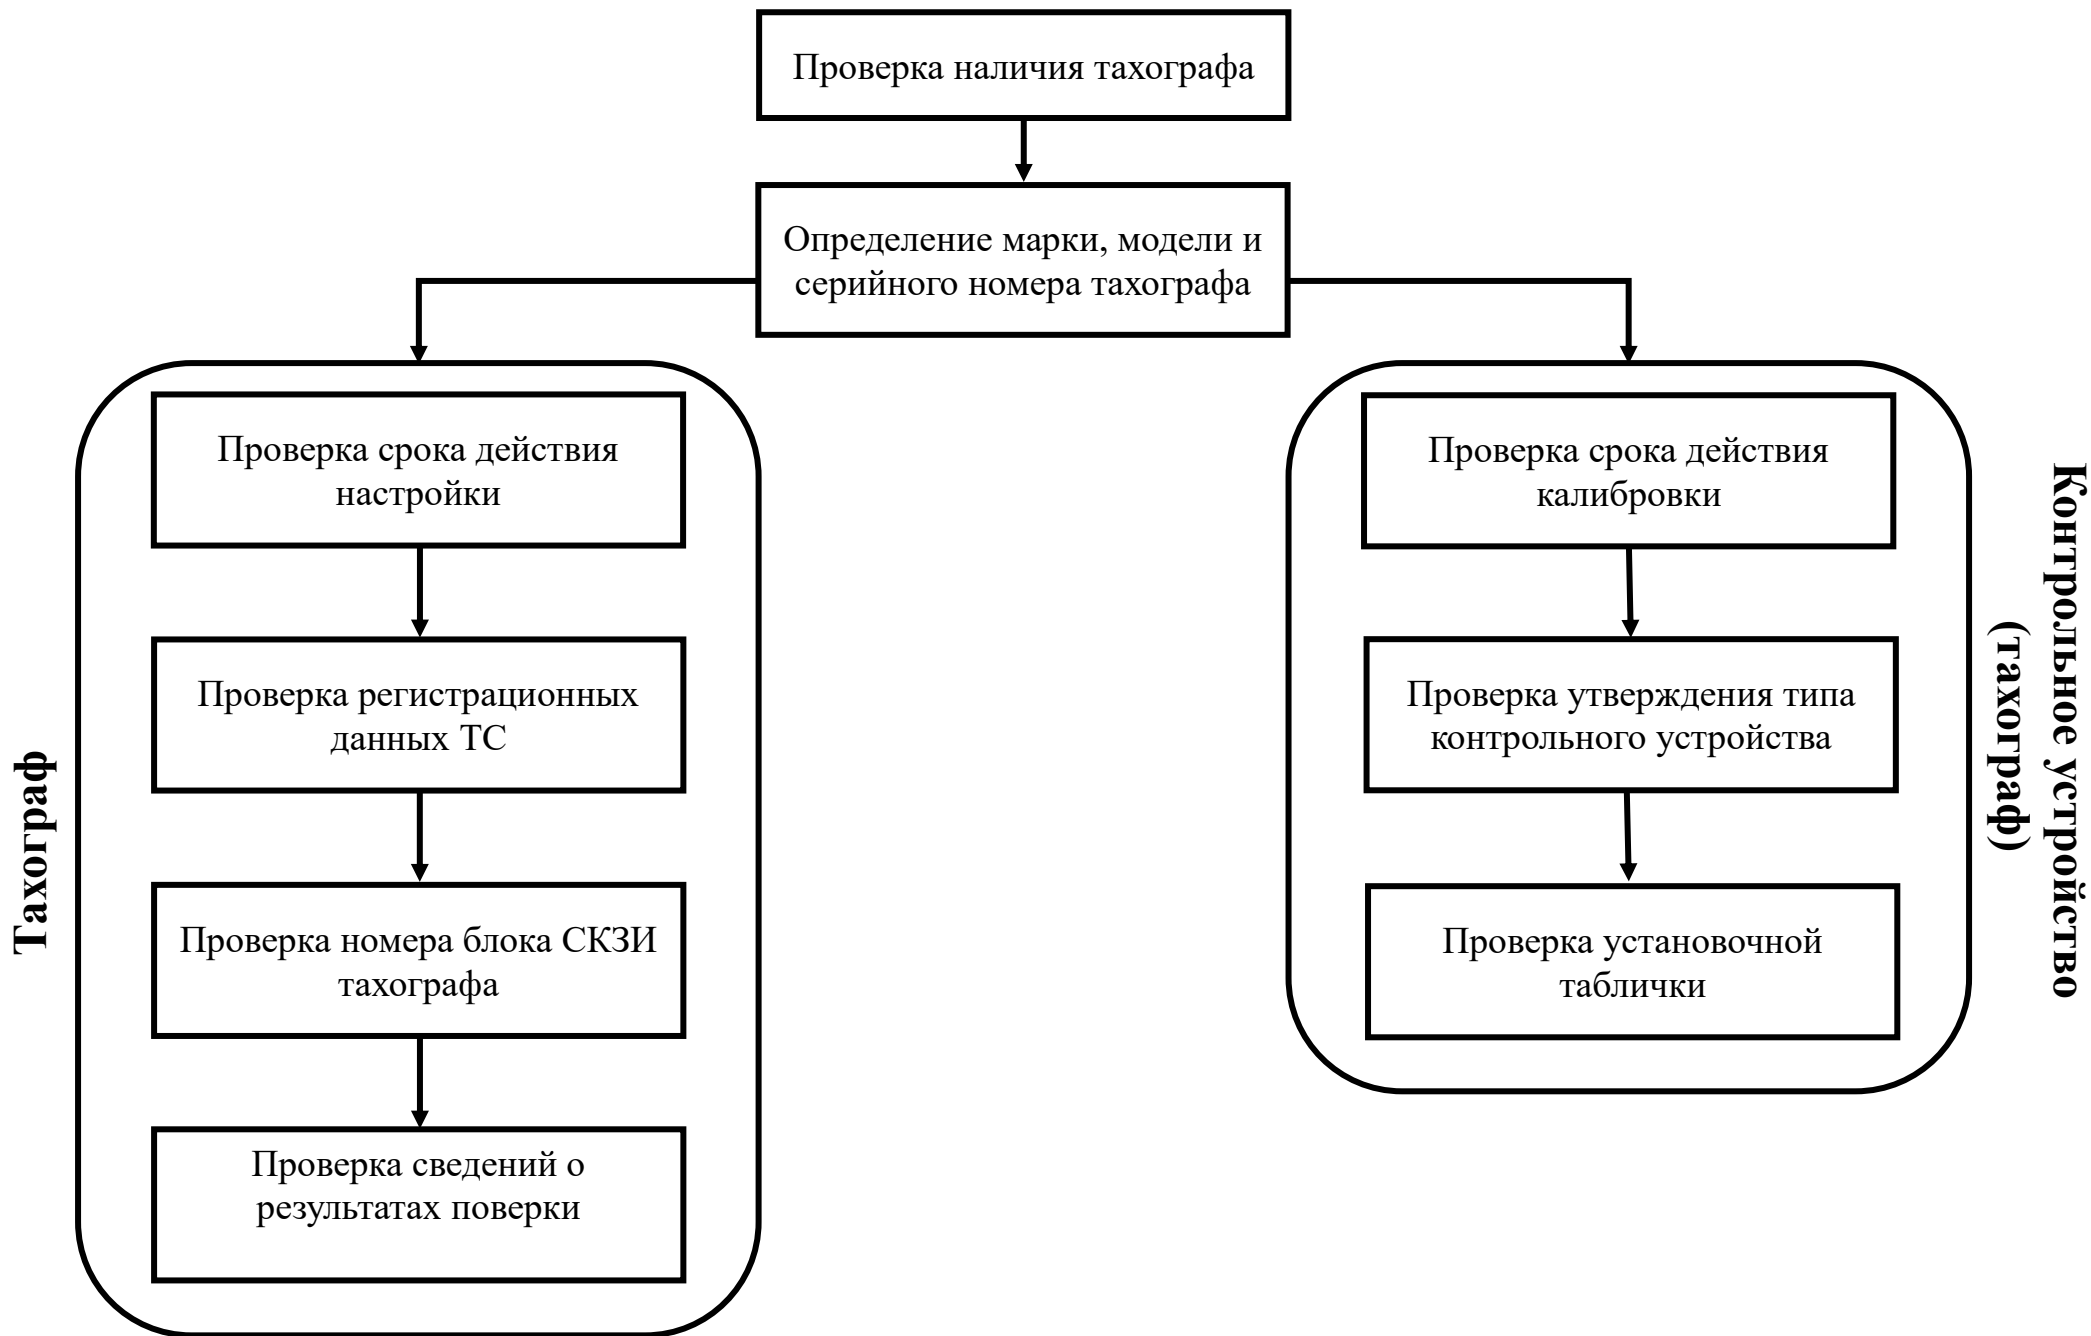 Проверка наличия тахографа
Определение марки, модели и
серийного номера тахографа
Тахограф
Проверка срока действия
настройки
Проверка регистрационных
данных ТС
Проверка номера блока СКЗИ
тахографа
Проверка сведений о
результатах поверки
Проверка срока действия
калибровки
Проверка утверждения типа
контрольного устройства
Проверка установочной
таблички
Контрольное устройство
(тахограф)